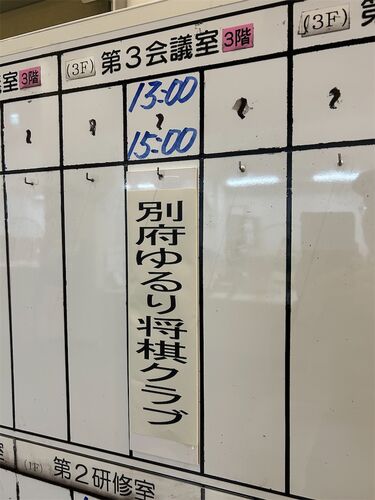 室 3階
(3F) 第3会議室 3階
(3F)
13:00
~
15:00
別府ゆるり将棋クラブ
室
(1F) 第2研修室